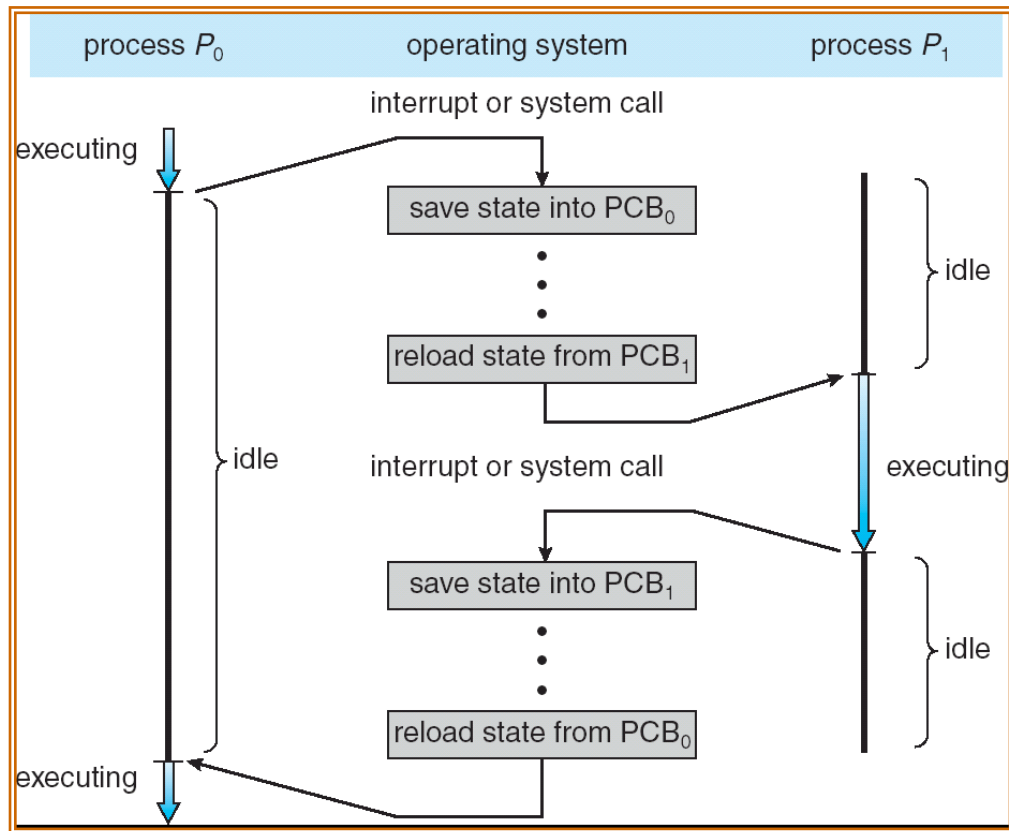 process P₀ operating system process P₁
interrupt or system call
executing
save state into PCB₀
idle
reload state from PCB₁
idle
interrupt or system call
executing
save state into PCB₁
idle
reload state from PCB₀
executing